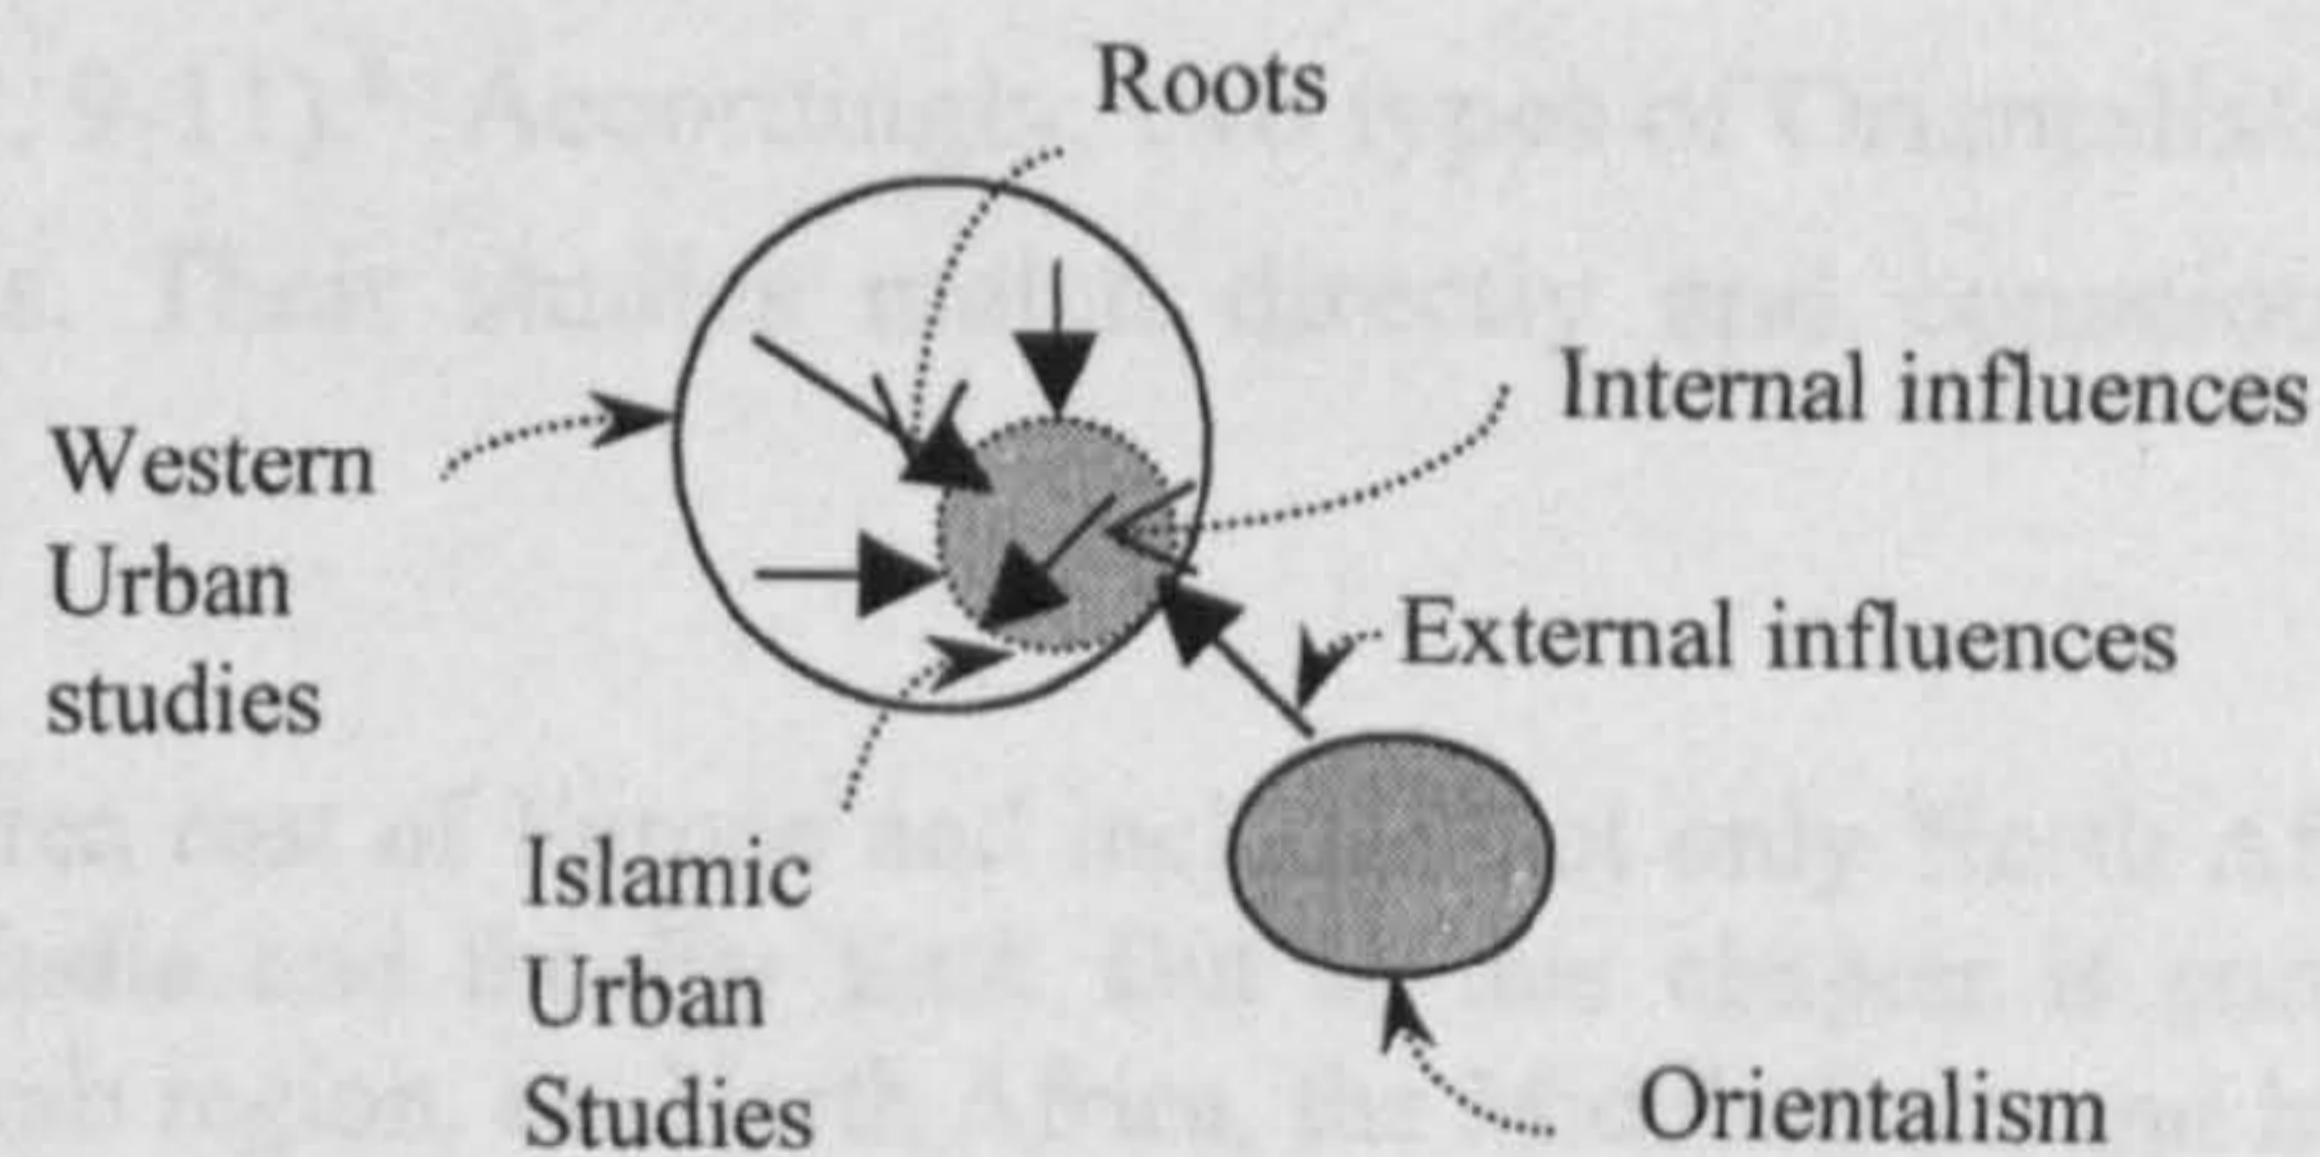 Roots
Internal influences
Western
Urban
studies
External influences
Islamic
Urban
Studies
Orientalism